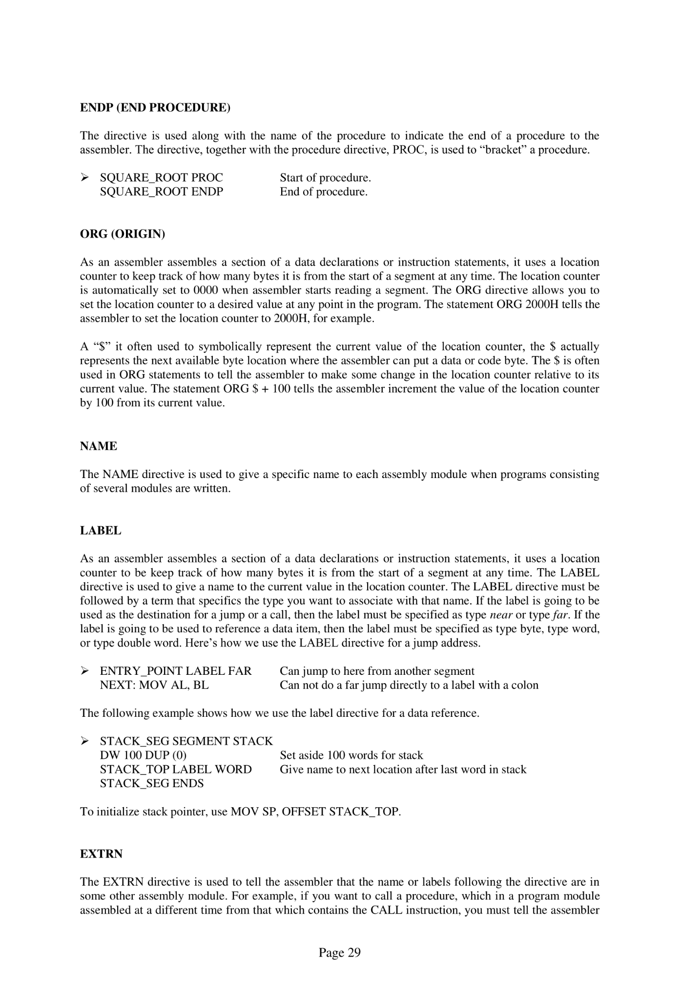 ENDP (END PROCEDURE)
The directive is used along with the name of the procedure to indicate the end of a procedure to the
assembler. The directive, together with the procedure directive, PROC, is used to “bracket” a procedure.
➢ SQUARE_ROOT PROC Start of procedure.
SQUARE_ROOT ENDP End of procedure.
ORG (ORIGIN)
As an assembler assembles a section of a data declarations or instruction statements, it uses a location
counter to keep track of how many bytes it is from the start of a segment at any time. The location counter
is automatically set to 0000 when assembler starts reading a segment. The ORG directive allows you to
set the location counter to a desired value at any point in the program. The statement ORG 2000H tells the
assembler to set the location counter to 2000H, for example.
A “$” it often used to symbolically represent the current value of the location counter, the $ actually
represents the next available byte location where the assembler can put a data or code byte. The $ is often
used in ORG statements to tell the assembler to make some change in the location counter relative to its
current value. The statement ORG $ + 100 tells the assembler increment the value of the location counter
by 100 from its current value.
NAME
The NAME directive is used to give a specific name to each assembly module when programs consisting
of several modules are written.
LABEL
As an assembler assembles a section of a data declarations or instruction statements, it uses a location
counter to be keep track of how many bytes it is from the start of a segment at any time. The LABEL
directive is used to give a name to the current value in the location counter. The LABEL directive must be
followed by a term that specifics the type you want to associate with that name. If the label is going to be
used as the destination for a jump or a call, then the label must be specified as type near or type far. If the
label is going to be used to reference a data item, then the label must be specified as type byte, type word,
or type double word. Here’s how we use the LABEL directive for a jump address.
➢ ENTRY_POINT LABEL FAR Can jump to here from another segment
NEXT: MOV AL, BL Can not do a far jump directly to a label with a colon
The following example shows how we use the label directive for a data reference.
➢ STACK_SEG SEGMENT STACK
DW 100 DUP (0) Set aside 100 words for stack
STACK_TOP LABEL WORD Give name to next location after last word in stack
STACK_SEG ENDS
To initialize stack pointer, use MOV SP, OFFSET STACK_TOP.
EXTRN
The EXTRN directive is used to tell the assembler that the name or labels following the directive are in
some other assembly module. For example, if you want to call a procedure, which in a program module
assembled at a different time from that which contains the CALL instruction, you must tell the assembler
Page 29